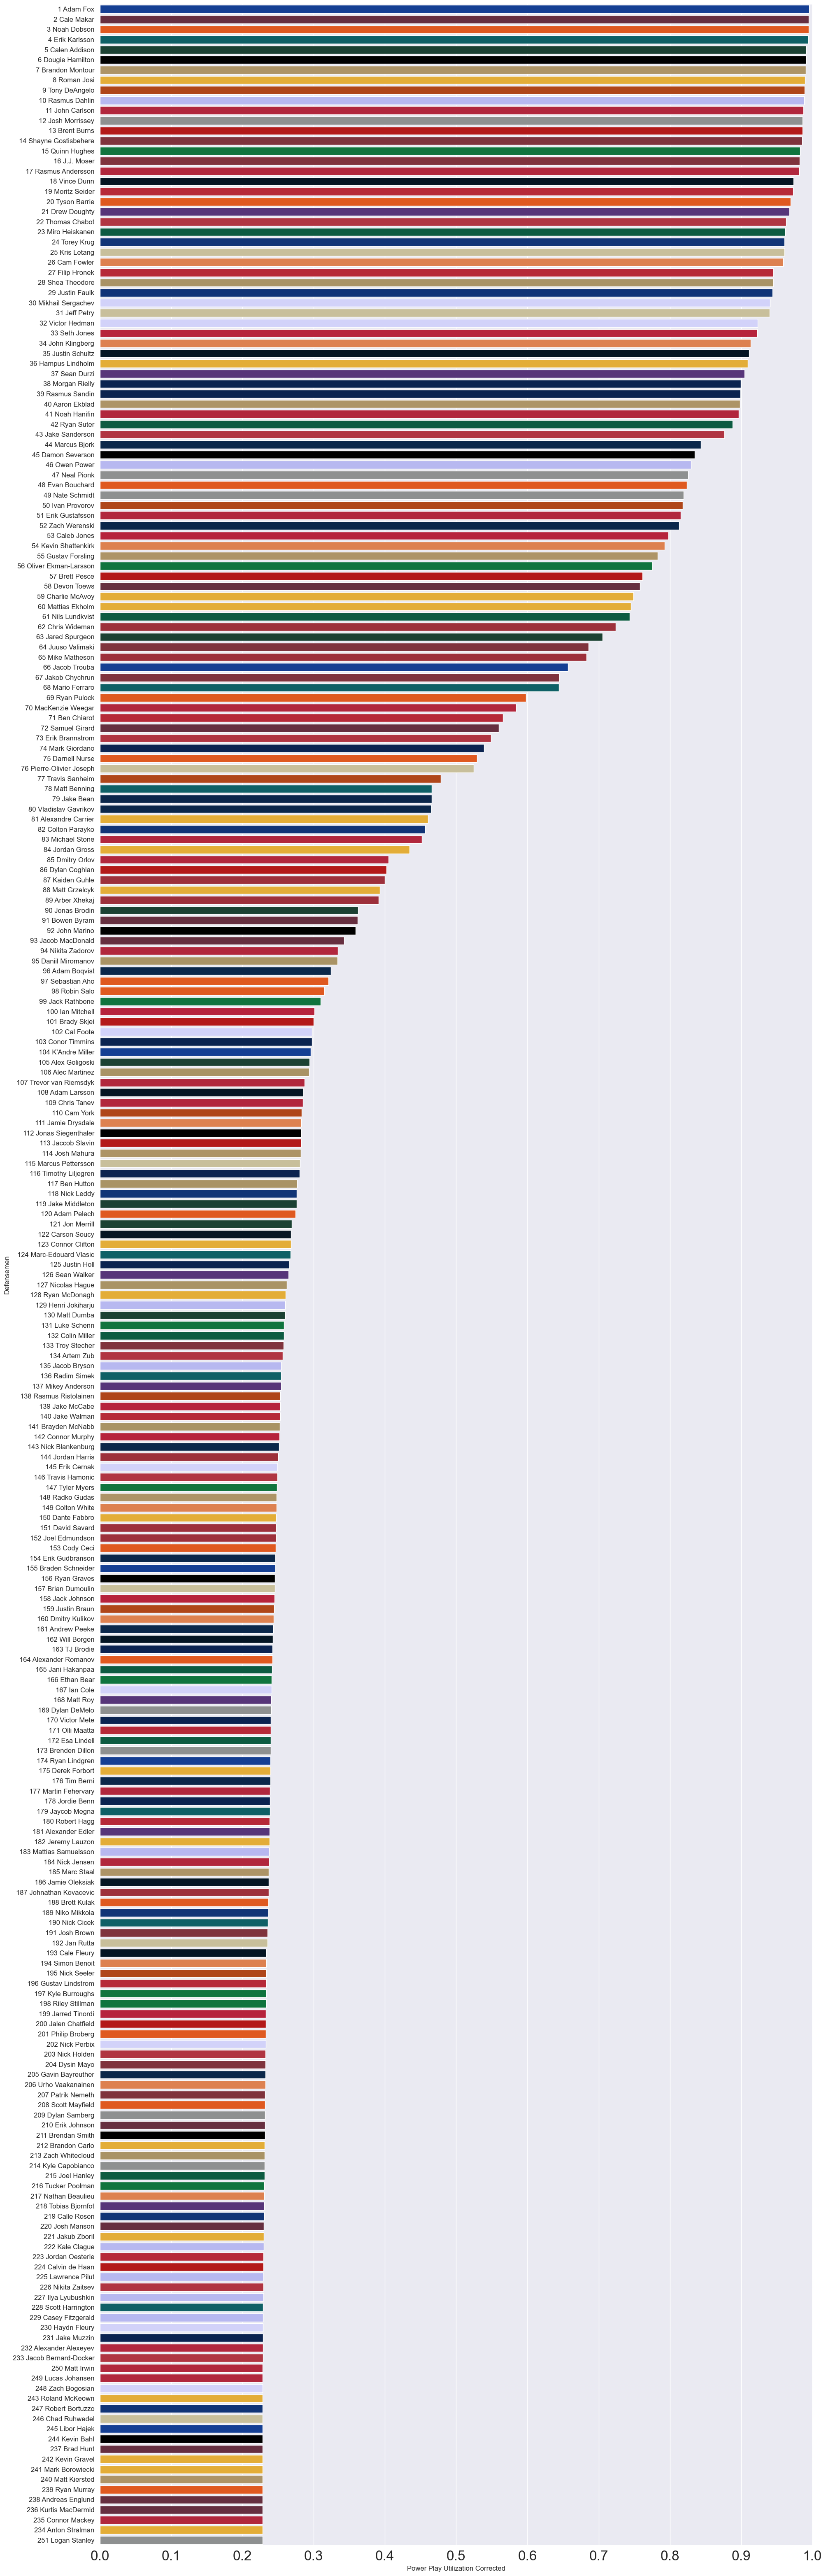 1 Adam Fox
2 Cale Makar
3 Noah Dobson
4 Erik Karlsson
5 Calen Addison
6 Dougie Hamilton
7 Brandon Montour
8 Roman Josi
9 Tony DeAngelo
10 Rasmus Dahlin
11 John Carlson
12 Josh Morrissey
13 Brent Burns
14 Shayne Gostisbehere
15 Quinn Hughes
16 J.J. Moser
17 Rasmus Andersson
18 Vince Dunn
19 Moritz Seider
20 Tyson Barrie
21 Drew Doughty
22 Thomas Chabot
23 Miro Heiskanen
24 Torey Krug
25 Kris Letang
26 Cam Fowler
27 Filip Hronek
28 Shea Theodore
29 Justin Faulk
30 Mikhail Sergachev
31 Jeff Petry
32 Victor Hedman
33 Seth Jones
34 John Klingberg
35 Justin Schultz
36 Hampus Lindholm
37 Sean Durzi
38 Morgan Rielly
39 Rasmus Sandin
40 Aaron Ekblad
41 Noah Hanifin
42 Ryan Suter
43 Jake Sanderson
44 Marcus Bjork
45 Damon Severson
46 Owen Power
47 Neal Pionk
48 Evan Bouchard
49 Nate Schmidt
50 Ivan Provorov
51 Erik Gustafsson
52 Zach Werenski
53 Caleb Jones
54 Kevin Shattenkirk
55 Gustav Forsling
56 Oliver Ekman-Larsson
57 Brett Pesce
58 Devon Toews
59 Charlie McAvoy
60 Mattias Ekholm
61 Nils Lundkvist
62 Chris Wideman
63 Jared Spurgeon
64 Juuso Valimaki
65 Mike Matheson
66 Jacob Trouba
67 Jakob Chychrun
68 Mario Ferraro
69 Ryan Pulock
70 MacKenzie Weegar
71 Ben Chiarot
72 Samuel Girard
73 Erik Brannstrom
74 Mark Giordano
75 Darnell Nurse
76 Pierre-Olivier Joseph
77 Travis Sanheim
78 Matt Benning
79 Jake Bean
80 Vladislav Gavrikov
81 Alexandre Carrier
82 Colton Parayko
83 Michael Stone
84 Jordan Gross
85 Dmitry Orlov
86 Dylan Coghlan
87 Kaiden Guhle
88 Matt Grzelcyk
89 Arber Xhekaj
90 Jonas Brodin
91 Bowen Byram
92 John Marino
93 Jacob MacDonald
94 Nikita Zadorov
95 Daniil Miromanov
96 Adam Boqvist
97 Sebastian Aho
98 Robin Salo
99 Jack Rathbone
100 Ian Mitchell
101 Brady Skjei
102 Cal Foote
103 Conor Timmins
104 K'Andre Miller
105 Alex Goligoski
106 Alec Martinez
107 Trevor van Riemsdyk
108 Adam Larsson
109 Chris Tanev
110 Cam York
111 Jamie Drysdale
112 Jonas Siegenthaler
113 Jaccob Slavin
114 Josh Mahura
115 Marcus Pettersson
116 Timothy Liljegren
117 Ben Hutton
118 Nick Leddy
119 Jake Middleton
120 Adam Pelech
121 Jon Merrill
122 Carson Soucy
123 Connor Clifton
124 Marc-Edouard Vlasic
125 Justin Holl
126 Sean Walker
127 Nicolas Hague
128 Ryan McDonagh
129 Henri Jokiharju
130 Matt Dumba
131 Luke Schenn
132 Colin Miller
133 Troy Stecher
134 Artem Zub
135 Jacob Bryson
136 Radim Simek
137 Mikey Anderson
138 Rasmus Ristolainen
139 Jake McCabe
140 Jake Walman
141 Brayden McNabb
142 Connor Murphy
143 Nick Blankenburg
144 Jordan Harris
145 Erik Cernak
146 Travis Hamonic
147 Tyler Myers
148 Radko Gudas
149 Colton White
150 Dante Fabbro
151 David Savard
152 Joel Edmundson
153 Cody Ceci
154 Erik Gudbranson
155 Braden Schneider
156 Ryan Graves
157 Brian Dumoulin
158 Jack Johnson
159 Justin Braun
160 Dmitry Kulikov
161 Andrew Peeke
162 Will Borgen
163 TJ Brodie
164 Alexander Romanov
165 Jani Hakanpaa
166 Ethan Bear
167 Ian Cole
168 Matt Roy
169 Dylan DeMelo
170 Victor Mete
171 Olli Maatta
172 Esa Lindell
173 Brenden Dillon
174 Ryan Lindgren
175 Derek Forbort
176 Tim Berni
177 Martin Fehervary
178 Jordie Benn
179 Jaycob Megna
180 Robert Hagg
181 Alexander Edler
182 Jeremy Lauzon
183 Mattias Samuelsson
184 Nick Jensen
185 Marc Staal
186 Jamie Oleksiak
187 Johnathan Kovacevic
188 Brett Kulak
189 Niko Mikkola
190 Nick Cicek
191 Josh Brown
192 Jan Rutta
193 Cale Fleury
194 Simon Benoit
195 Nick Seeler
196 Gustav Lindstrom
197 Kyle Burroughs
198 Riley Stillman
199 Jarred Tinordi
200 Jalen Chatfield
201 Philip Broberg
202 Nick Perbix
203 Nick Holden
204 Dysin Mayo
205 Gavin Bayreuther
206 Urho Vaakanainen
207 Patrik Nemeth
208 Scott Mayfield
209 Dylan Samberg
210 Erik Johnson
211 Brendan Smith
212 Brandon Carlo
213 Zach Whitecloud
214 Kyle Capobianco
215 Joel Hanley
216 Tucker Poolman
217 Nathan Beaulieu
218 Tobias Bjornfot
219 Calle Rosen
220 Josh Manson
221 Jakub Zboril
222 Kale Clague
223 Jordan Oesterle
224 Calvin de Haan
225 Lawrence Pilut
226 Nikita Zaitsev
227 Ilya Lyubushkin
228 Scott Harrington
229 Casey Fitzgerald
230 Haydn Fleury
231 Jake Muzzin
232 Alexander Alexeyev
233 Jacob Bernard-Docker
250 Matt Irwin
249 Lucas Johansen
248 Zach Bogosian
243 Roland McKeown
247 Robert Bortuzzo
246 Chad Ruhwedel
245 Libor Hajek
244 Kevin Bahl
237 Brad Hunt
242 Kevin Gravel
241 Mark Borowiecki
240 Matt Kiersted
239 Ryan Murray
238 Andreas Englund
236 Kurtis MacDermid
235 Connor Mackey
234 Anton Stralman
251 Logan Stanley
Defensemen
0.0 0.1 0.2 0.3 0.4 0.5 0.6 0.7 0.8 0.9 1.0
Power Play Utilization Corrected